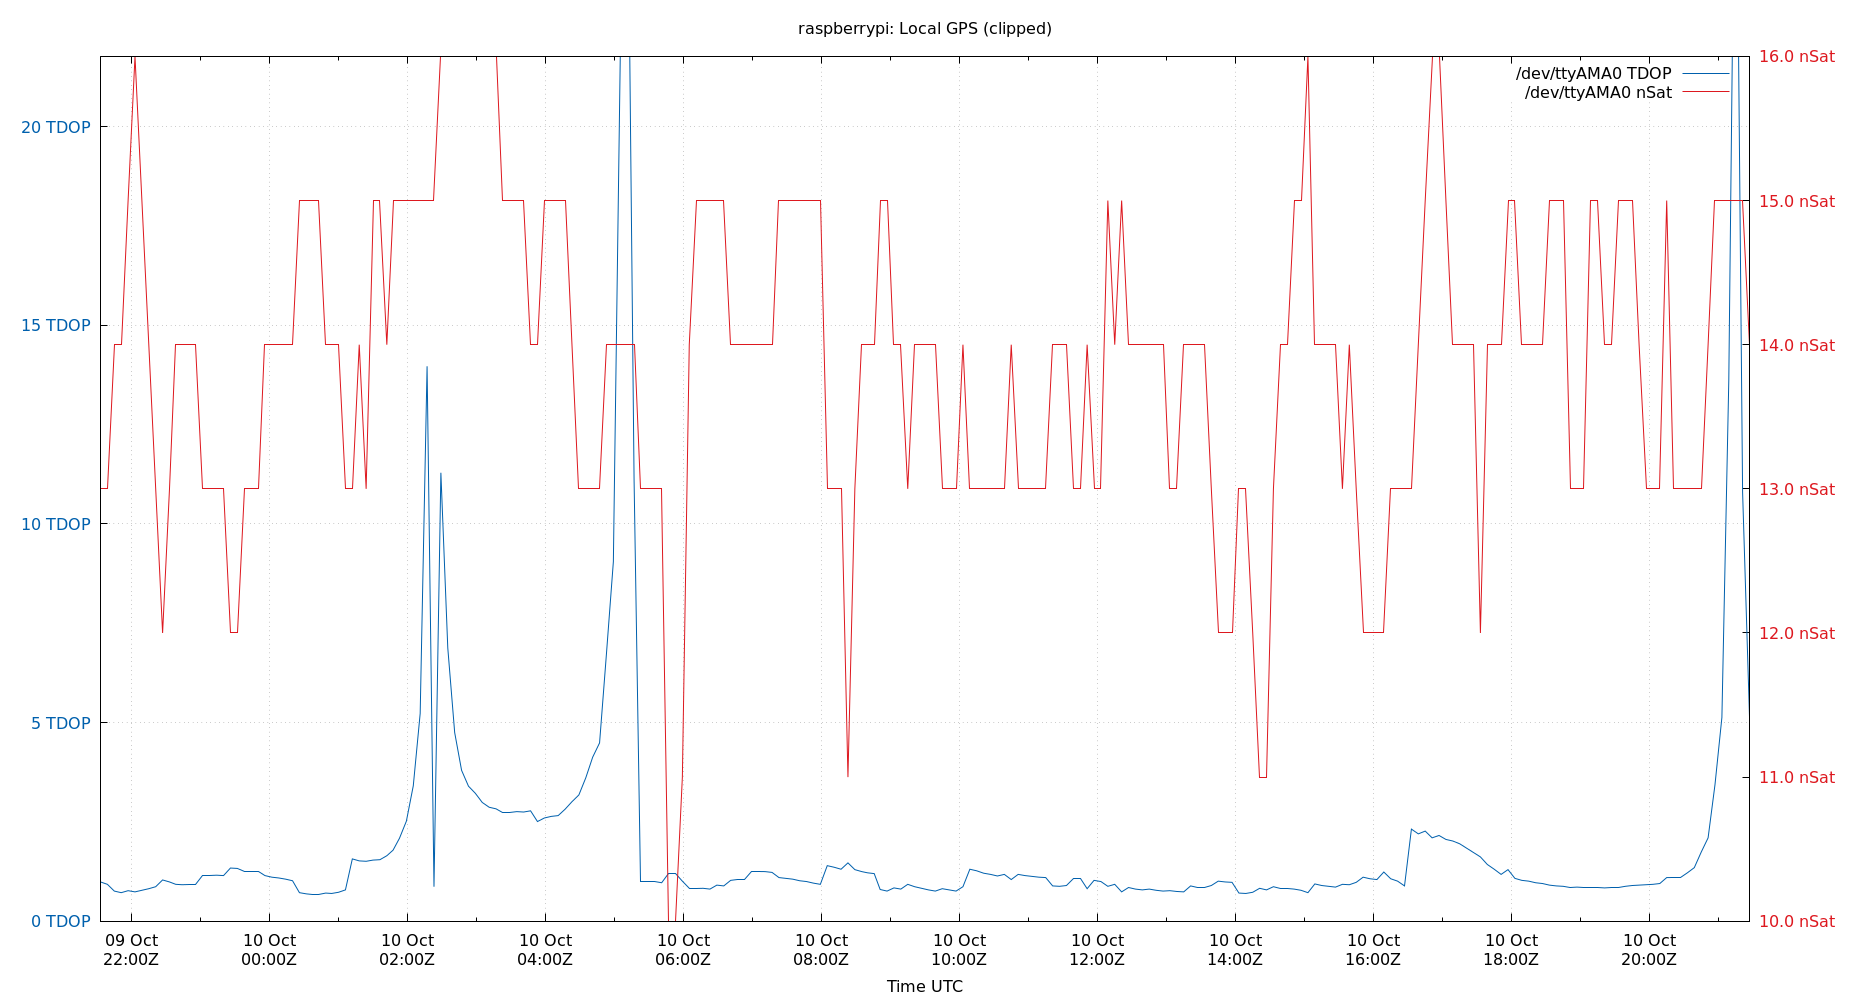 raspberrypi: Local GPS (clipped)
/dev/ttyAMA0 TDOP
/dev/ttyAMA0 nSat
20 TDOP
15 TDOP
10 TDOP
5 TDOP
0 TDOP
16.0 nSat
15.0 nSat
14.0 nSat
13.0 nSat
12.0 nSat
11.0 nSat
10.0 nSat
09 Oct
22:00Z
10 Oct
00:00Z
10 Oct
02:00Z
10 Oct
04:00Z
10 Oct
06:00Z
10 Oct
08:00Z
10 Oct
10:00Z
10 Oct
12:00Z
10 Oct
14:00Z
10 Oct
16:00Z
10 Oct
18:00Z
10 Oct
20:00Z
Time UTC